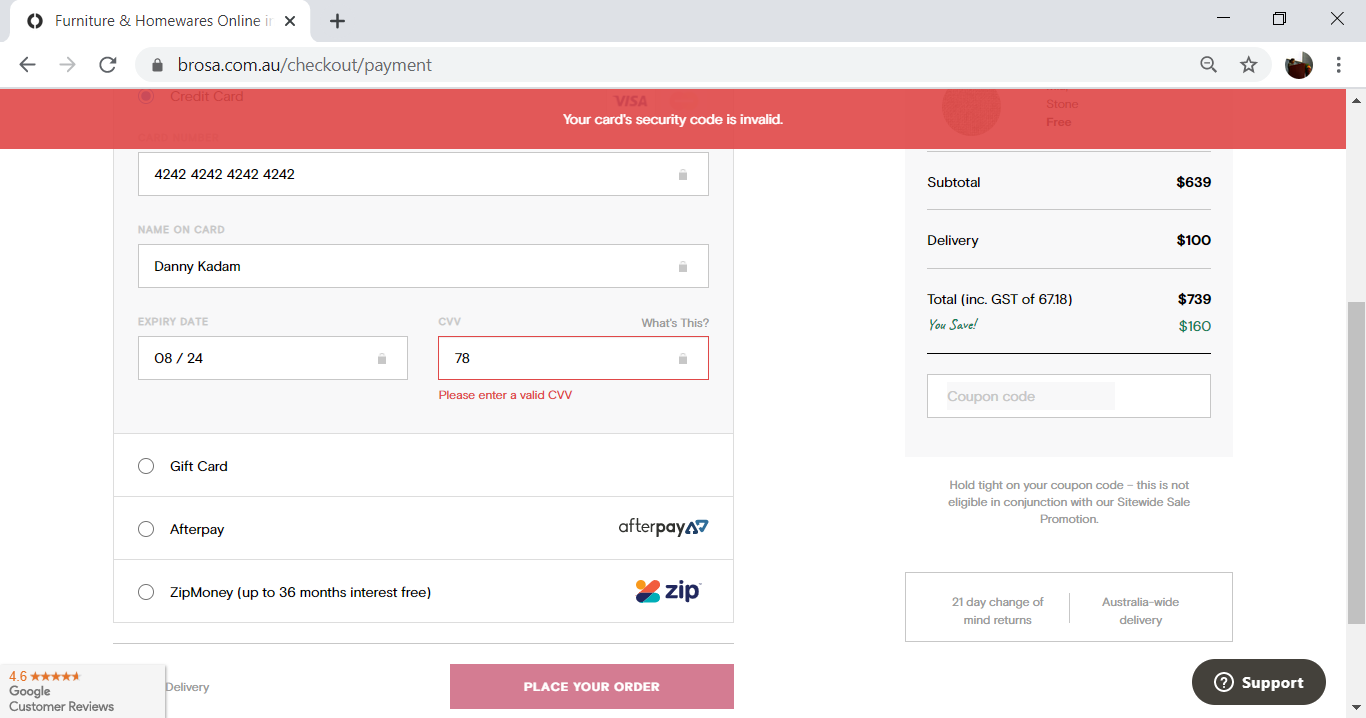 Furniture & Homewares Online in
brosa.com.au/checkout/payment
Credit Card
VISA
Your card's security code is invalid.
4242 4242 4242 4242
NAME ON CARD
Danny Kadam
EXPIRY DATE
CVV
What's This?
08 / 24
78
Please enter a valid CVV
Gift Card
Afterpay
afterpay
ZipMoney (up to 36 months interest free)
zip
Delivery
PLACE YOUR ORDER
4.6
Google
Customer Reviews
Stone
Free
Subtotal $639
Delivery $100
Total (inc. GST of 67.18) $739
You Save! $160
Coupon code
Hold tight on your coupon code – this is not
eligible in conjunction with our Sitewide Sale
Promotion.
21 day change of
mind returns
Australia-wide
delivery
Support